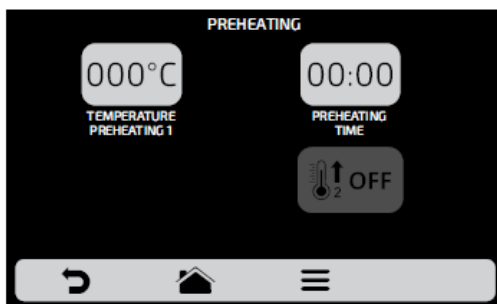 PREHEATING
000°C
00:00
TEMPERATURE
PREHEATING 1
PREHEATING
TIME
2 OFF